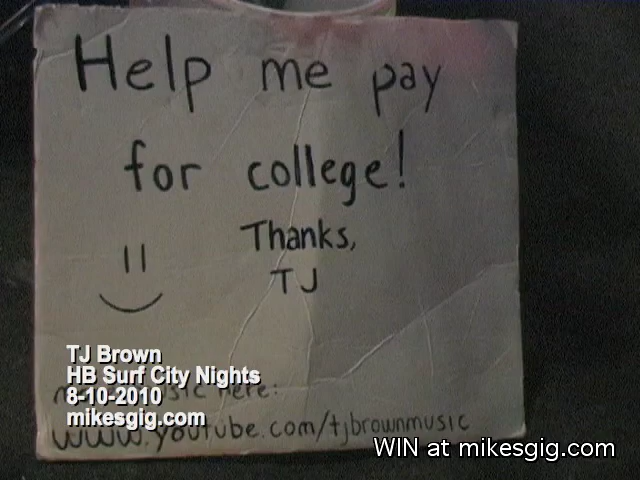 Help me pay
for college!
Thanks,
TJ
TJ Brown
HB Surf City Nights
8-10-2010
mikesgig.com
here:
www.youtube.com/tjbrownmusic
WIN at mikesgig.com